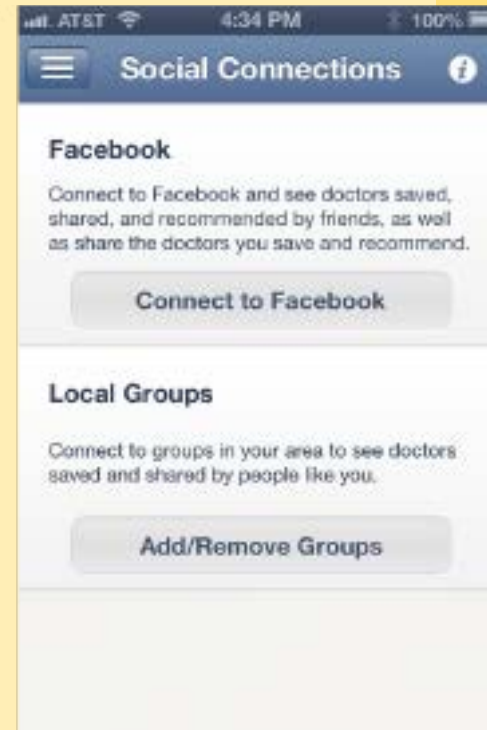 AT&T 4:34 PM 100%
Social Connections
Facebook
Connect to Facebook and see doctors saved,
shared, and recommended by friends, as well
as share the doctors you save and recommend.
Connect to Facebook
Local Groups
Connect to groups in your area to see doctors
saved and shared by people like you.
Add/Remove Groups